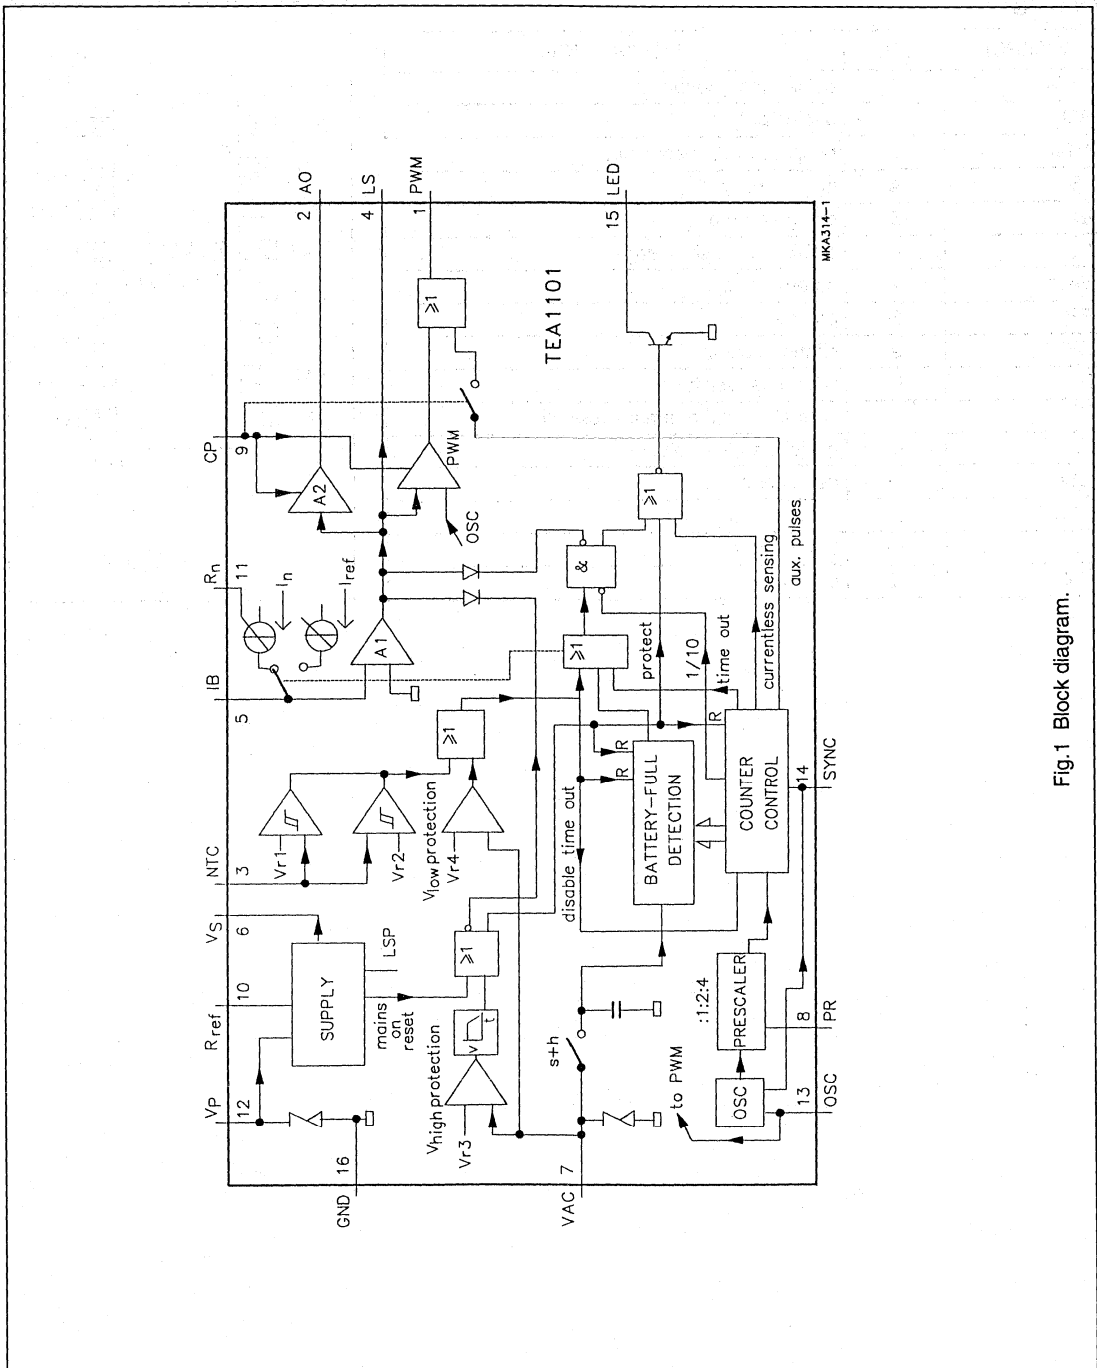 VP
12
Rref
10
VS
6
NTC
3
IB
5
Rn
11
CP
9
GND
16
SUPPLY
LSP
mains
on
reset
Vr1
Vr2
In
Iref
A1
A2
2 AO
4 LS
1 PWM
Vhigh protection
Vr3
V
t
≥1
Vlow protection
Vr4
≥1
OSC
PWM
≥1
TEA1101
VAC
7
s+h
disable time out
≥1
&
≥1
15 LED
BATTERY-FULL
DETECTION
R
R
protect
1/10
time out
to PWM
OSC
:1:2:4
PRESCALER
COUNTER
CONTROL
R
currentless sensing
aux. pulses
13
OSC
8
PR
14
SYNC
MKA314-1
Fig.1 Block diagram.